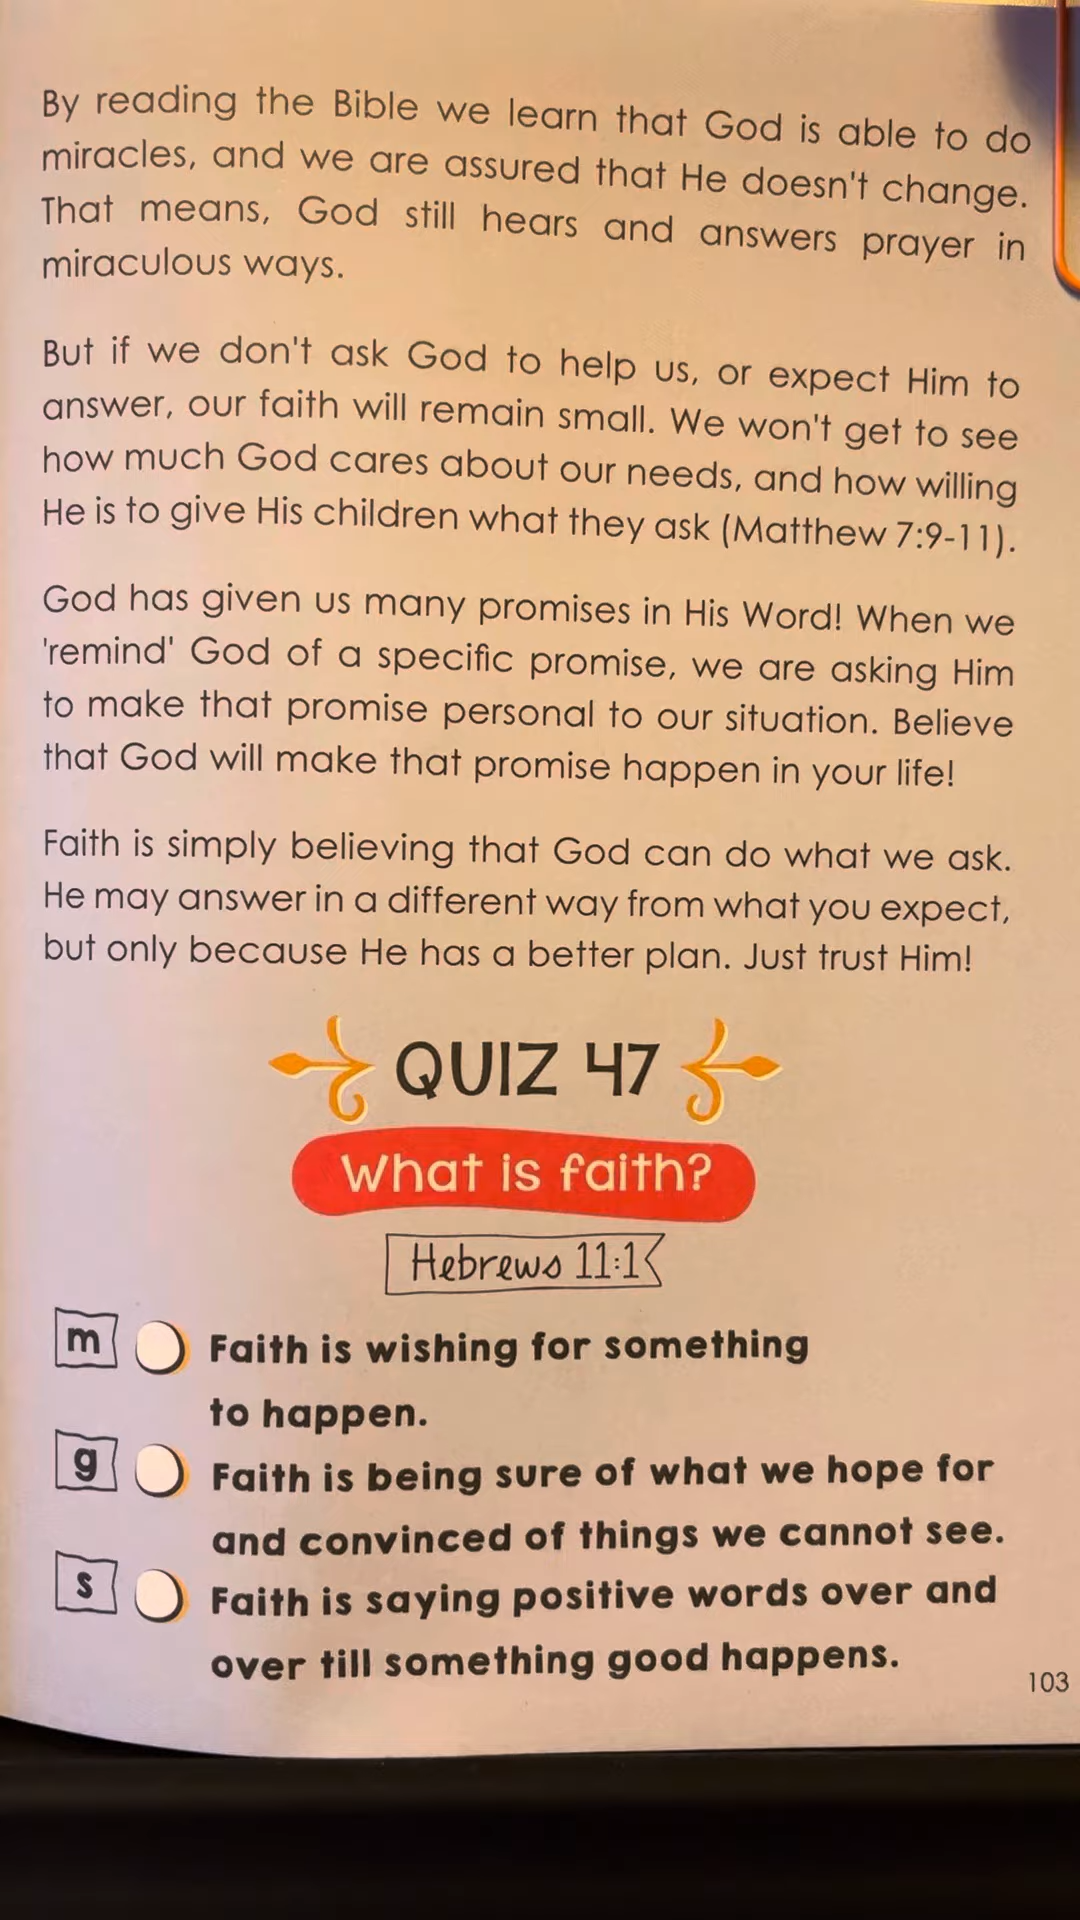 By reading the Bible we learn that God is able to do
miracles, and we are assured that He doesn't change.
That means, God still hears and answers prayer in
miraculous ways.
But if we don't ask God to help us, or expect Him to
answer, our faith will remain small. We won't get to see
how much God cares about our needs, and how willing
He is to give His children what they ask (Matthew 7:9-11).
God has given us many promises in His Word! When we
'remind' God of a specific promise, we are asking Him
to make that promise personal to our situation. Believe
that God will make that promise happen in your life!
Faith is simply believing that God can do what we ask.
He may answer in a different way from what you expect,
but only because He has a better plan. Just trust Him!
QUIZ 47
What is faith?
Hebrews 11:1
m Faith is wishing for something
to happen.
g Faith is being sure of what we hope for
and convinced of things we cannot see.
s Faith is saying positive words over and
over till something good happens.
103